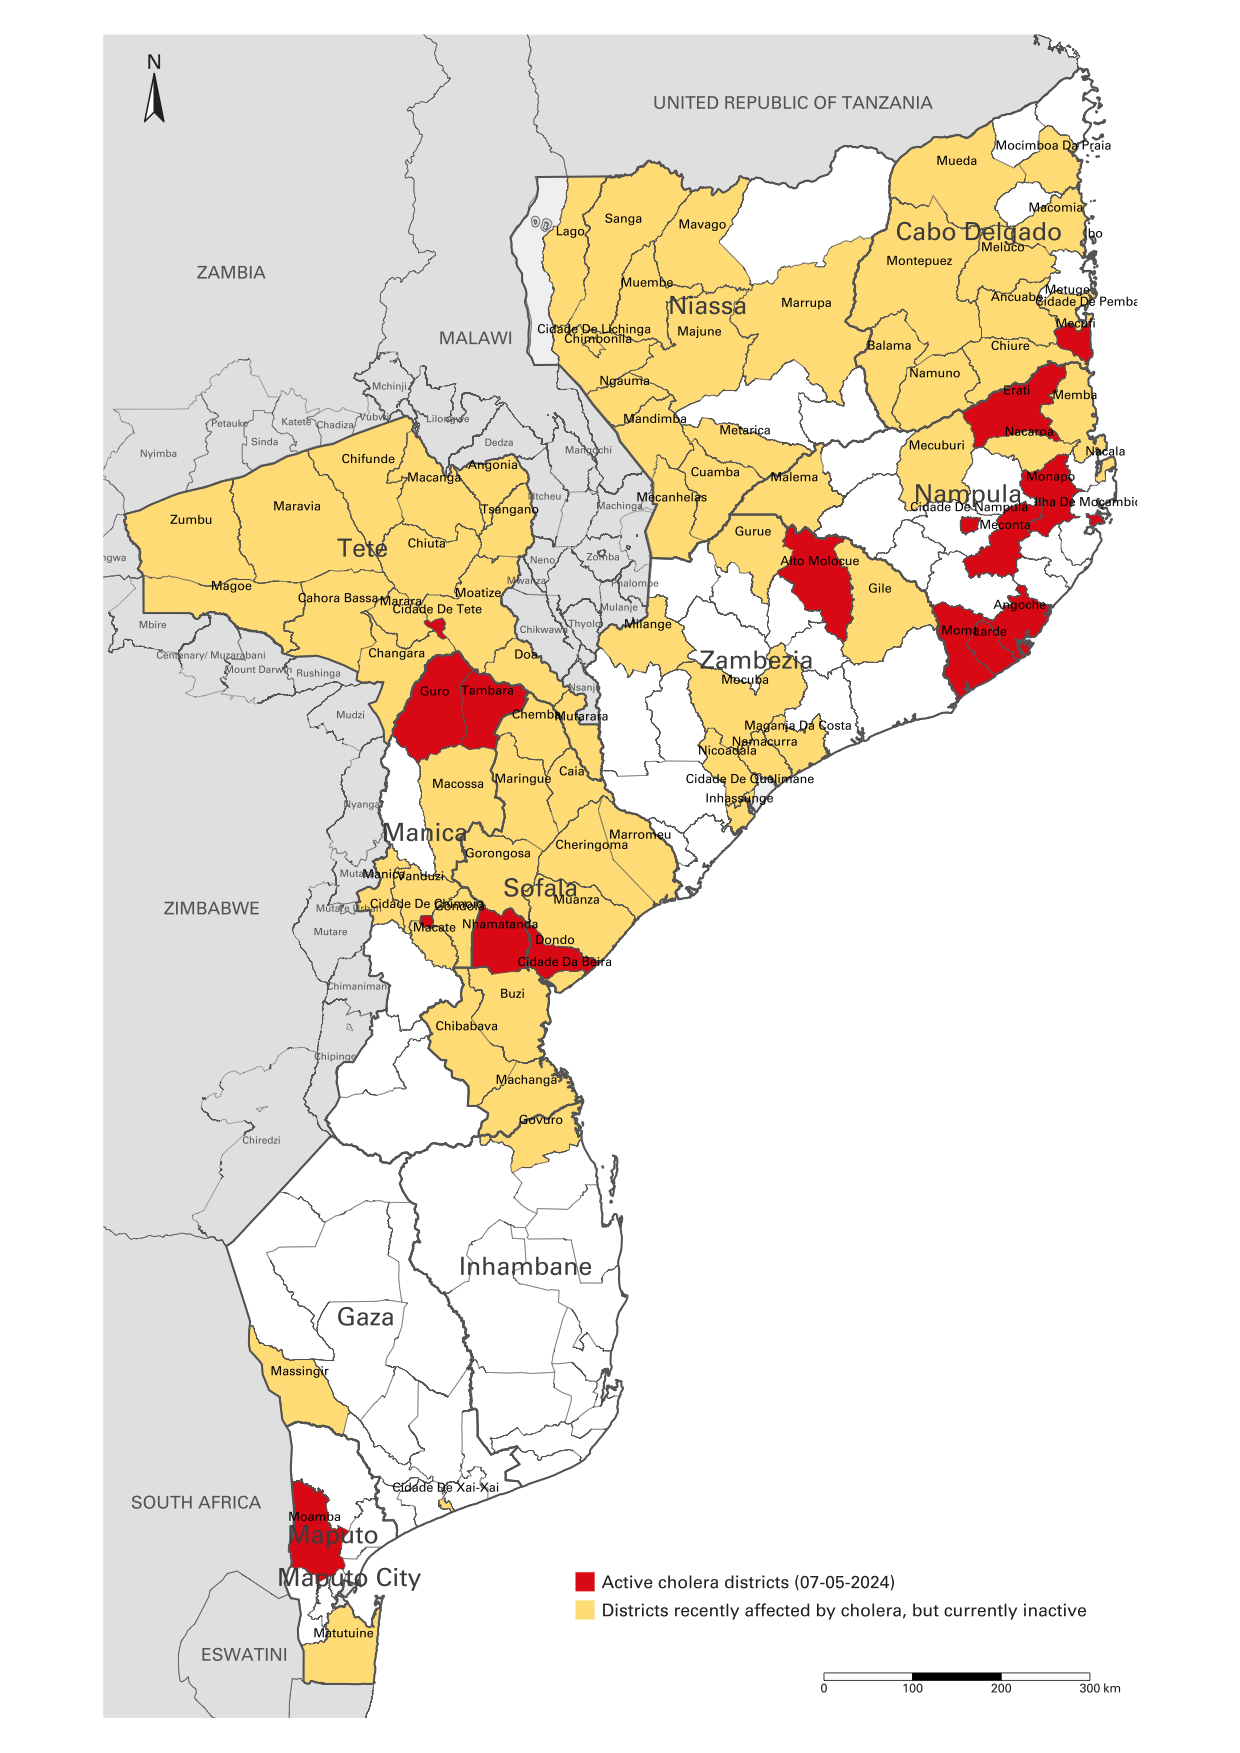 N
UNITED REPUBLIC OF TANZANIA
Mocimboa Da Praia
Mueda
Macomia
Sanga
Mavago
Lago
Cabo Delgado
bo
Meluco
Montepuez
ZAMBIA
Muembe
Metuge
Ancuabe
Cidade De Pemba
Marrupa
Niassa
Mecufi
Cidade De Lichinga
Majune
Chimbonila
MALAWI
Balama
Chiure
Namuno
Ngauma
Mchinji
Erati
Memba
Vubwi
Lilongwe
Mandimba
Petauke
Katete
Chadiza
Metarica
Nacaroa
Sinda
Dedza
Mecuburi
Mangochi
Nacala
Nyimba
Chifunde
Angonia
Cuamba
Malema
Monapo
Macanga
Mecanhelas
Nampula
Ntcheu
Ilha De Mocambic
Maravia
Tsangano
Machinga
Cidade De Nampula
Zumbu
Meconta
Gurue
Chiuta
Tete
ngwa
Neno
Zomba
Alto Molocue
Mwanza
Phalombe
Magoe
Gile
Moatize
Cahora Bassa
Marara
Cidade De Tete
Mulanje
Angoche
Mbire
Thyolo
Milange
Chikwawa
Moma
Larde
Centenary/ Muzarabani
Changara
Doa
Zambezia
Mount Darwin
Rushinga
Mocuba
Nsanje
Guro
Tambara
Mudzi
Chemba
Mufarara
Maganja Da Costa
Namacurra
Nicoadala
Caia
Maringue
Cidade De Quelimane
Macossa
Inhassunge
Nyanga
Manica
Marromeu
Cheringoma
Gorongosa
Manica
Vanduzi
Sofala
Muanza
Cidade De Chimoio
Gondola
ZIMBABWE
Mutare Urban
Nhamatanda
Macate
Mutare
Dondo
Cidade Da Beira
Chimanimani
Buzi
Chibabava
Chipinge
Machanga
Govuro
Chiredzi
Inhambane
Gaza
Massingir
Cidade De Xai-Xai
SOUTH AFRICA
Moamba
Maputo
Maputo City
Active cholera districts (07-05-2024)
Districts recently affected by cholera, but currently inactive
Matutuine
ESWATINI
0 100 200 300 km